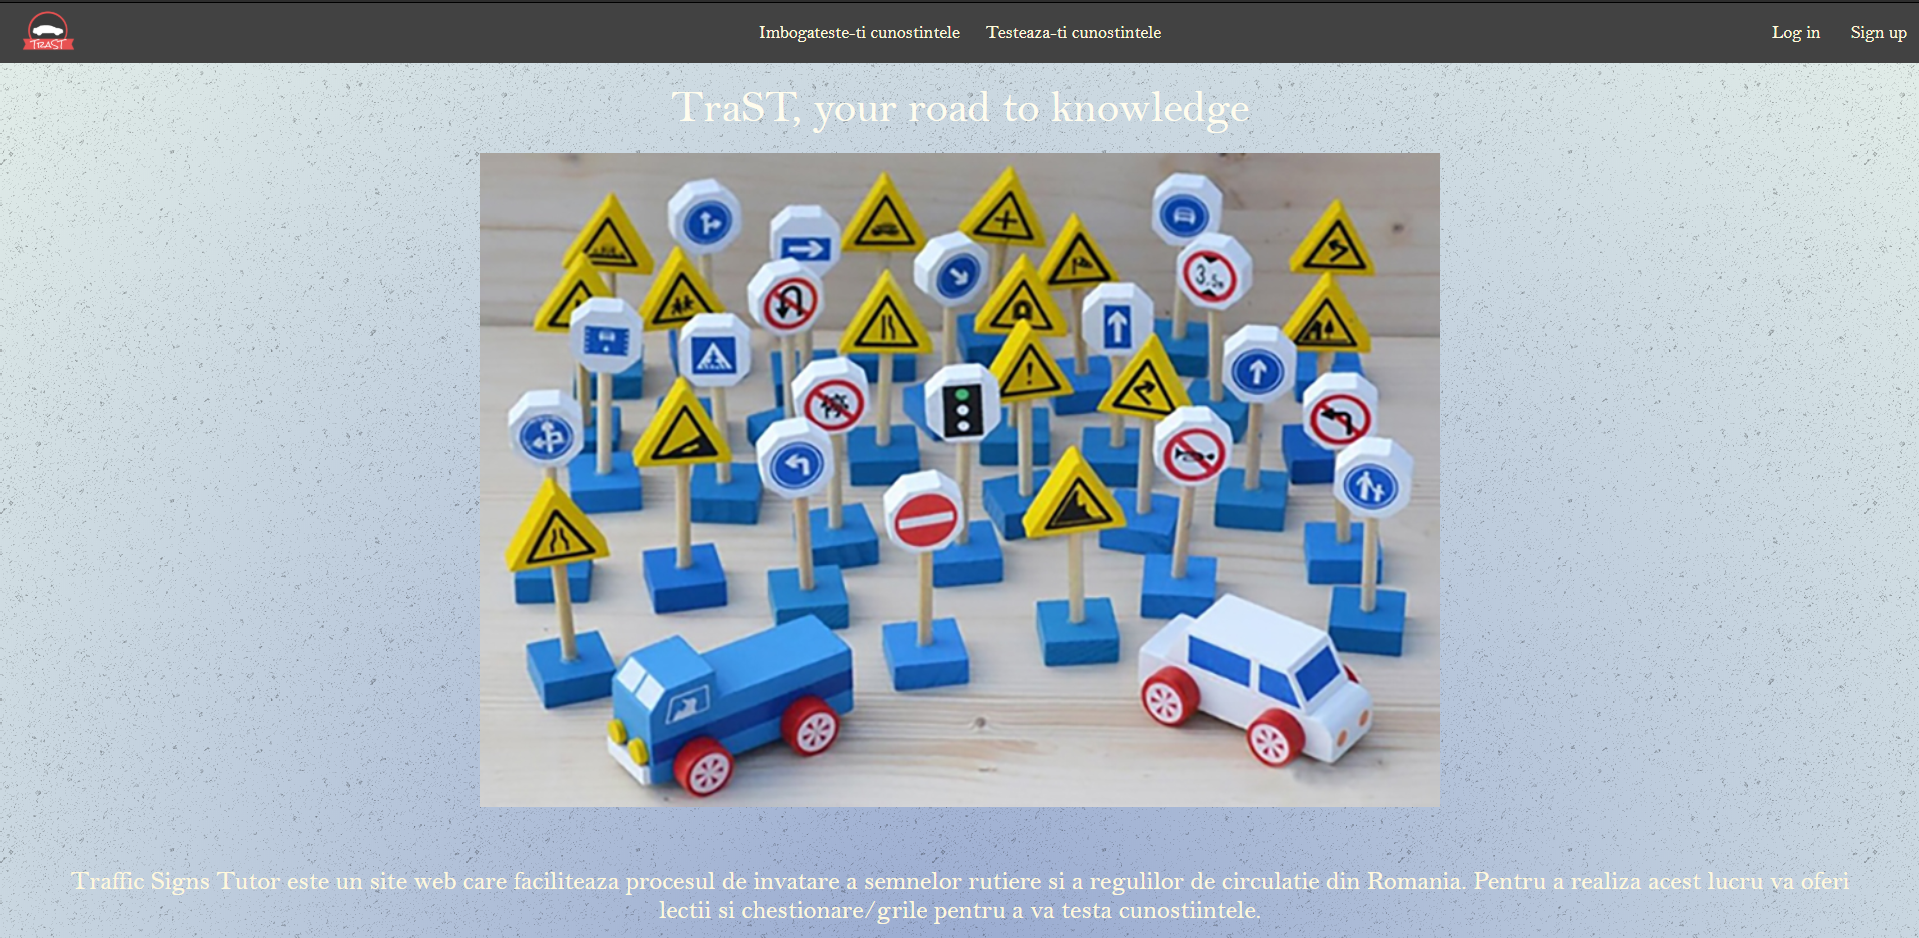 TraST
Imbogateste-ti cunostintele
Testeaza-ti cunostintele
Log in
Sign up
TraST, your road to knowledge
3.5m
Traffic Signs Tutor este un site web care faciliteaza procesul de invatare a semnelor rutiere si a regulilor de circulatie din Romania. Pentru a realiza acest lucru va oferi
lectii si chestionare/grile pentru a va testa cunostiintele.